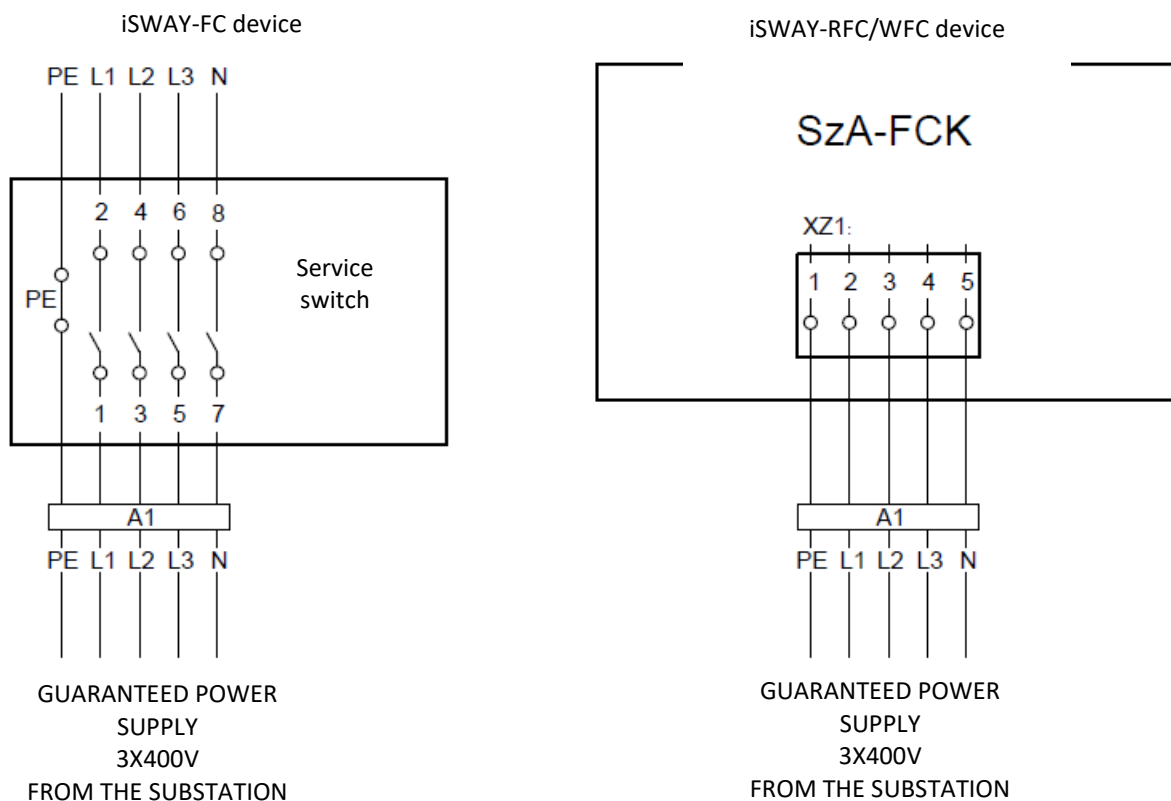 iSWAY-FC device
PE L1 L2 L3 N
2 4 6 8
Service
switch
PE
1 3 5 7
A1
PE L1 L2 L3 N
GUARANTEED POWER
SUPPLY
3X400V
FROM THE SUBSTATION
iSWAY-RFC/WFC device
SzA-FCK
XZ1:
1 2 3 4 5
A1
PE L1 L2 L3 N
GUARANTEED POWER
SUPPLY
3X400V
FROM THE SUBSTATION